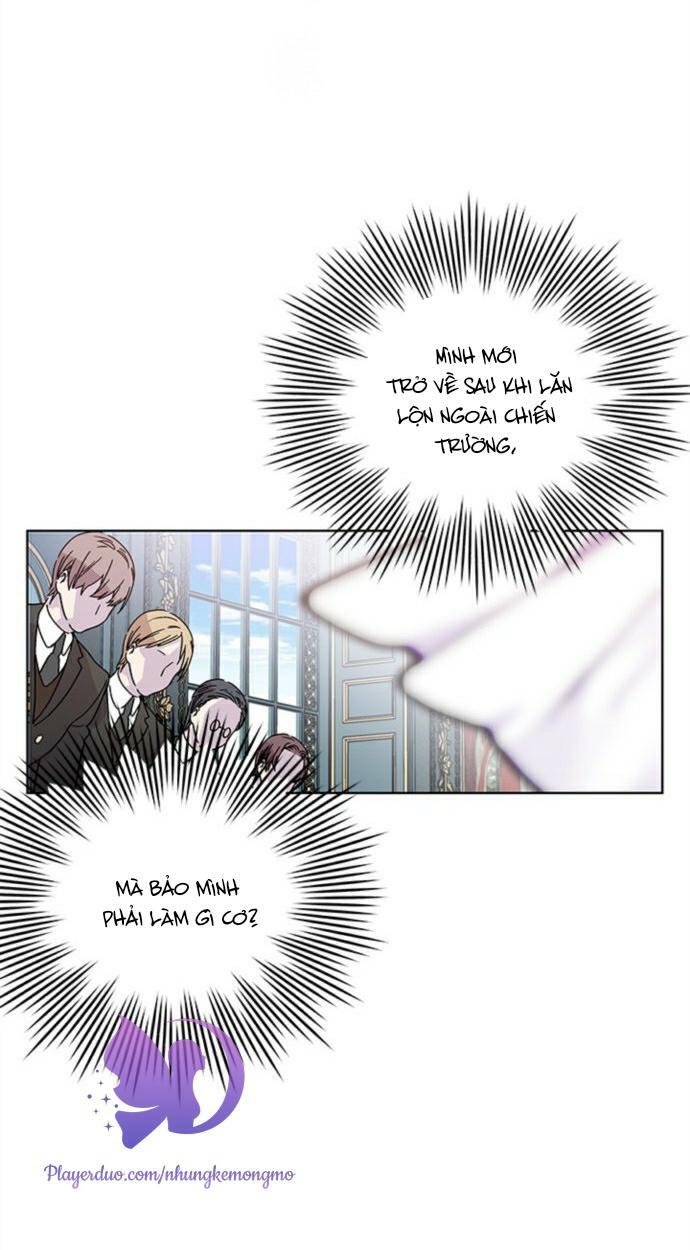 MÌNH MỚI
TRỞ VỀ SAU KHI LĂN
LỘN NGOÀI CHIẾN
TRƯỜNG,
MÀ BẢO MÌNH
PHẢI LÀM GÌ CƠ?
Playerduo.com/nhungkemongmo